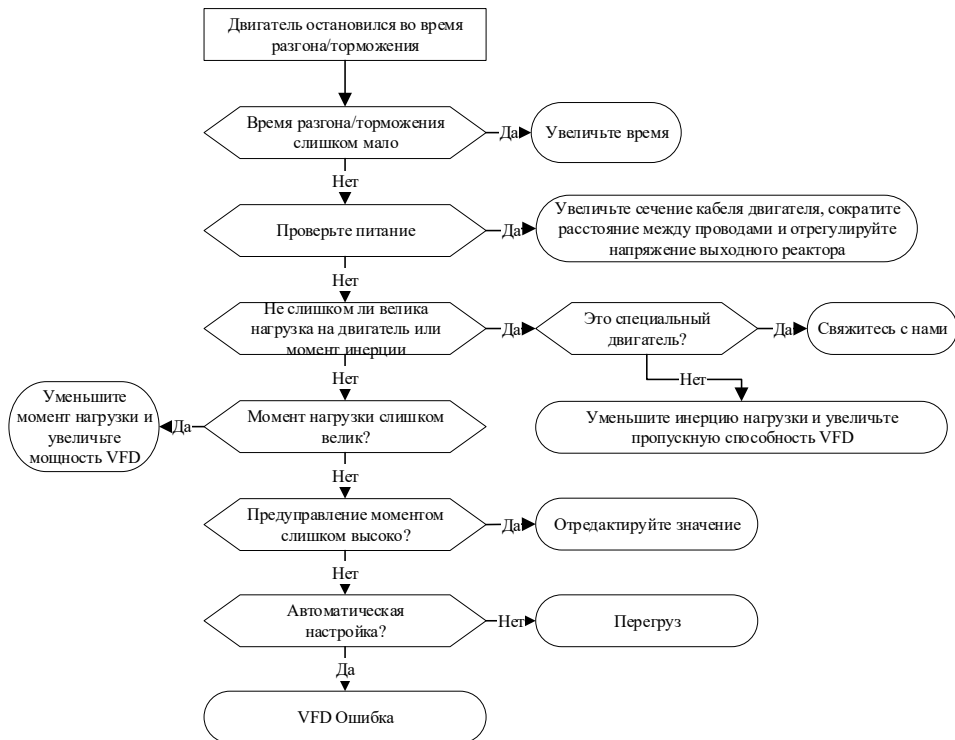 Двигатель остановился во время
разгона/торможения
Время разгона/торможения
слишком мало
Да
Увеличьте время
Нет
Проверьте питание
Да
Увеличьте сечение кабеля двигателя, сократите
расстояние между проводами и отрегулируйте
напряжение выходного реактора
Нет
Не слишком ли велика
нагрузка на двигатель или
момент инерции
Да
Это специальный
двигатель?
Да
Свяжитесь с нами
Нет
Уменьшите инерцию нагрузки и увеличьте
пропускную способность VFD
Нет
Момент нагрузки слишком
велик?
Да
Уменьшите
момент нагрузки и
увеличьте
мощность VFD
Нет
Предуправление моментом
слишком высоко?
Да
Отредактируйте значение
Нет
Автоматическая
настройка?
Нет
Перегруз
Да
VFD Ошибка